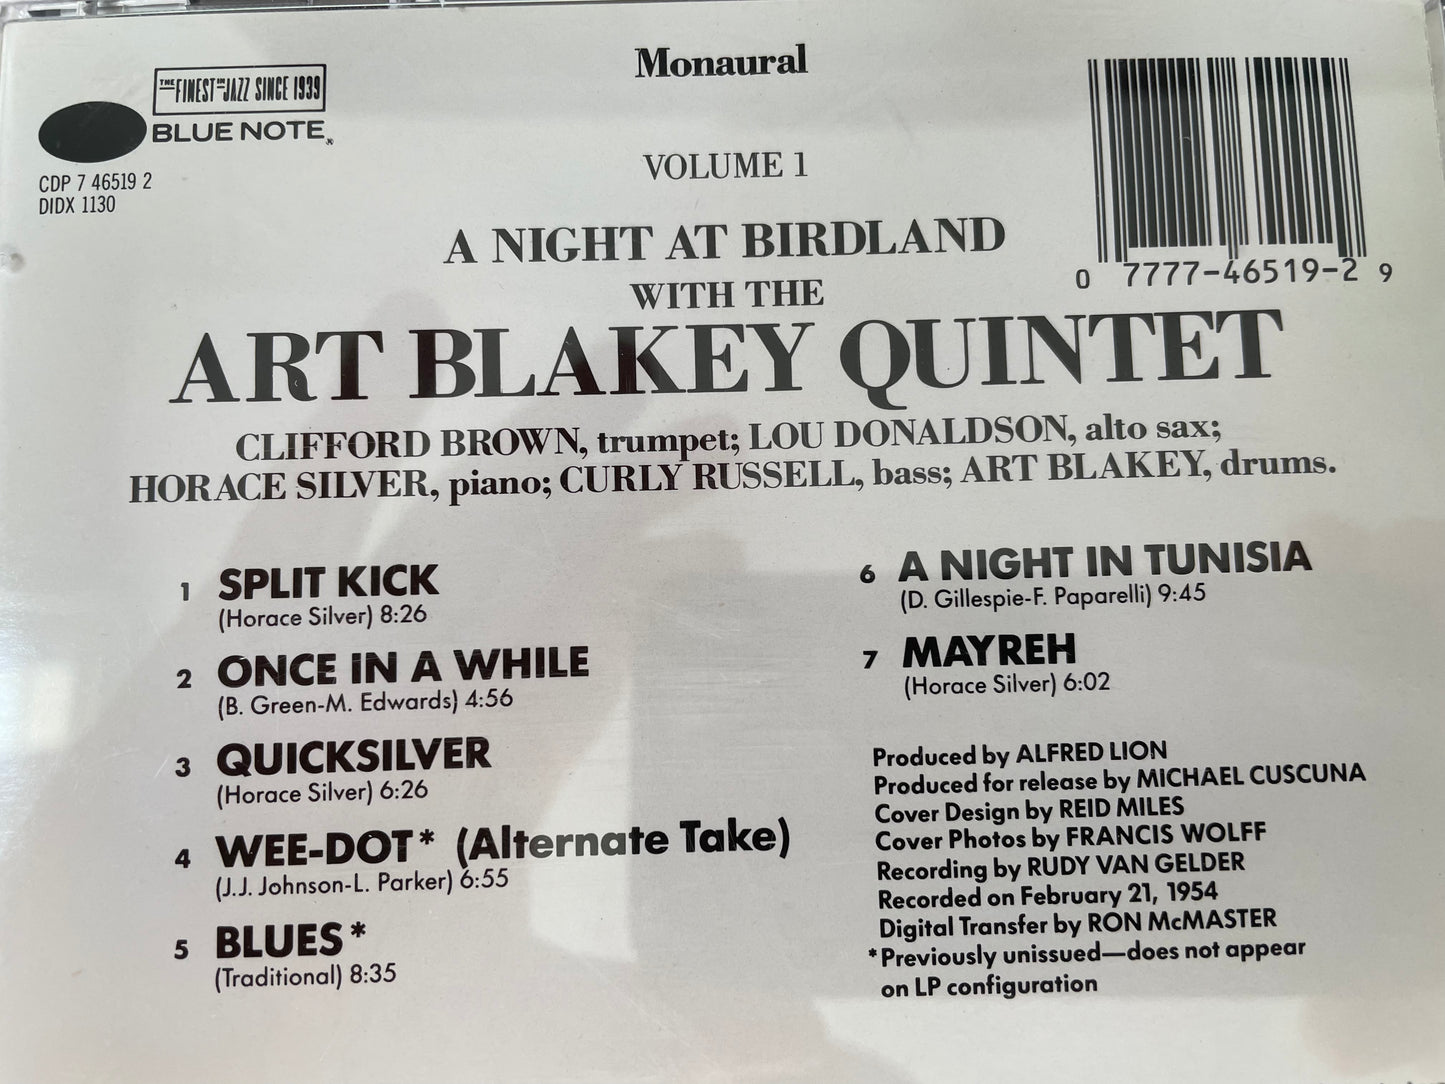 Monaural
THE FINEST IN JAZZ SINCE 1939
BLUE NOTE®
CDP 7 46519 2
DIDX 1130
VOLUME 1
A NIGHT AT BIRDLAND
WITH THE
ART BLAKEY QUINTET
0 7777-46519-2 9
CLIFFORD BROWN, trumpet; LOU DONALDSON, alto sax;
HORACE SILVER, piano; CURLY RUSSELL, bass; ART BLAKEY, drums.
1 SPLIT KICK
(Horace Silver) 8:26
2 ONCE IN A WHILE
(B. Green-M. Edwards) 4:56
3 QUICKSILVER
(Horace Silver) 6:26
4 WEE-DOT* (Alternate Take)
(J.J. Johnson-L. Parker) 6:55
5 BLUES*
(Traditional) 8:35
6 A NIGHT IN TUNISIA
(D. Gillespie-F. Paparelli) 9:45
7 MAYREH
(Horace Silver) 6:02
Produced by ALFRED LION
Produced for release by MICHAEL CUSCUNA
Cover Design by REID MILES
Cover Photos by FRANCIS WOLFF
Recording by RUDY VAN GELDER
Recorded on February 21, 1954
Digital Transfer by RON McMASTER
*Previously unissued—does not appear
on LP configuration